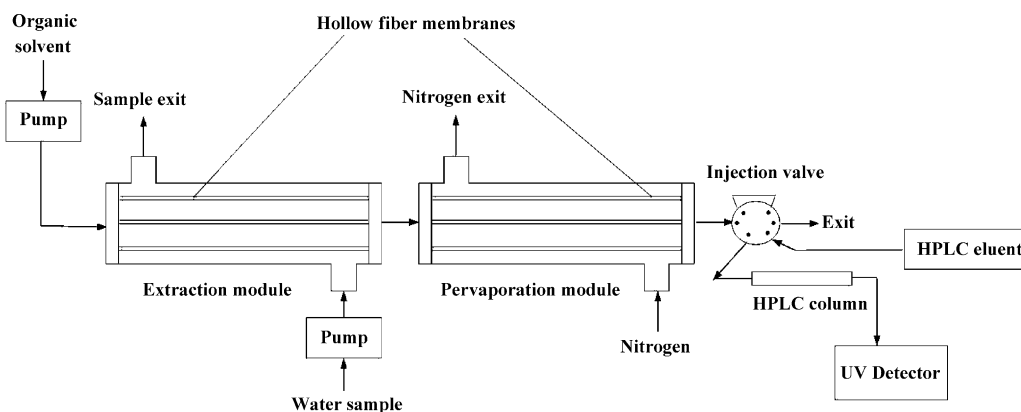 Organic
solvent
Hollow fiber membranes
Pump
Sample exit
Nitrogen exit
Injection valve
Exit
HPLC eluent
Extraction module
Pervaporation module
HPLC column
Pump
Nitrogen
UV Detector
Water sample